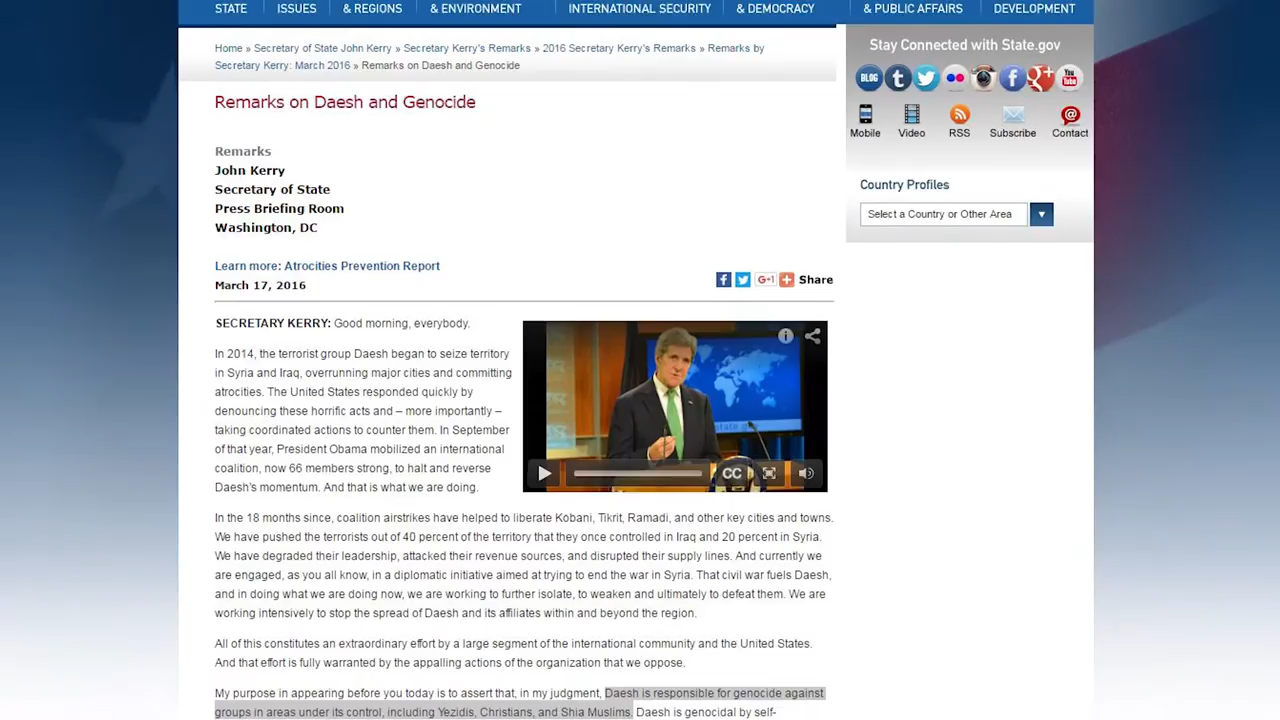 STATE
ISSUES
& REGIONS
& ENVIRONMENT
INTERNATIONAL SECURITY
& DEMOCRACY
& PUBLIC AFFAIRS
DEVELOPMENT
Home » Secretary of State John Kerry » Secretary Kerry's Remarks » 2016 Secretary Kerry's Remarks » Remarks by
Secretary Kerry: March 2016 » Remarks on Daesh and Genocide
Remarks on Daesh and Genocide
Remarks
John Kerry
Secretary of State
Press Briefing Room
Washington, DC
Learn more: Atrocities Prevention Report
March 17, 2016
G+1
Share
SECRETARY KERRY: Good morning, everybody.
In 2014, the terrorist group Daesh began to seize territory
in Syria and Iraq, overrunning major cities and committing
atrocities. The United States responded quickly by
denouncing these horrific acts and – more importantly –
taking coordinated actions to counter them. In September
of that year, President Obama mobilized an international
coalition, now 66 members strong, to halt and reverse
Daesh's momentum. And that is what we are doing.
state.gov
CC
In the 18 months since, coalition airstrikes have helped to liberate Kobani, Tikrit, Ramadi, and other key cities and towns.
We have pushed the terrorists out of 40 percent of the territory that they once controlled in Iraq and 20 percent in Syria.
We have degraded their leadership, attacked their revenue sources, and disrupted their supply lines. And currently we
are engaged, as you all know, in a diplomatic initiative aimed at trying to end the war in Syria. That civil war fuels Daesh,
and in doing what we are doing now, we are working to further isolate, to weaken and ultimately to defeat them. We are
working intensively to stop the spread of Daesh and its affiliates within and beyond the region.
All of this constitutes an extraordinary effort by a large segment of the international community and the United States.
And that effort is fully warranted by the appalling actions of the organization that we oppose.
My purpose in appearing before you today is to assert that, in my judgment, Daesh is responsible for genocide against
groups in areas under its control, including Yezidis, Christians, and Shia Muslims. Daesh is genocidal by self-
Stay Connected with State.gov
BLOG
You Tube
Mobile
Video
RSS
Subscribe
Contact
Country Profiles
Select a Country or Other Area